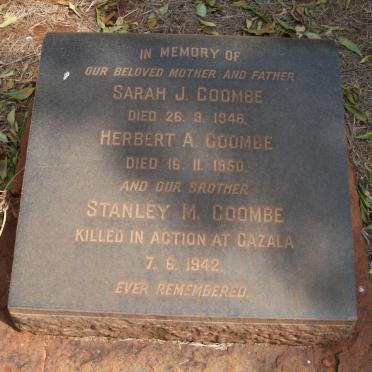 IN MEMORY OF
OUR BELOVED MOTHER AND FATHER
SARAH J. COOMBE
DIED 26. 9. 1946.
HERBERT A. COOMBE
DIED 16. 11. 1950.
AND OUR BROTHER
STANLEY M. COOMBE
KILLED IN ACTION AT GAZALA
7. 6. 1942.
EVER REMEMBERED.